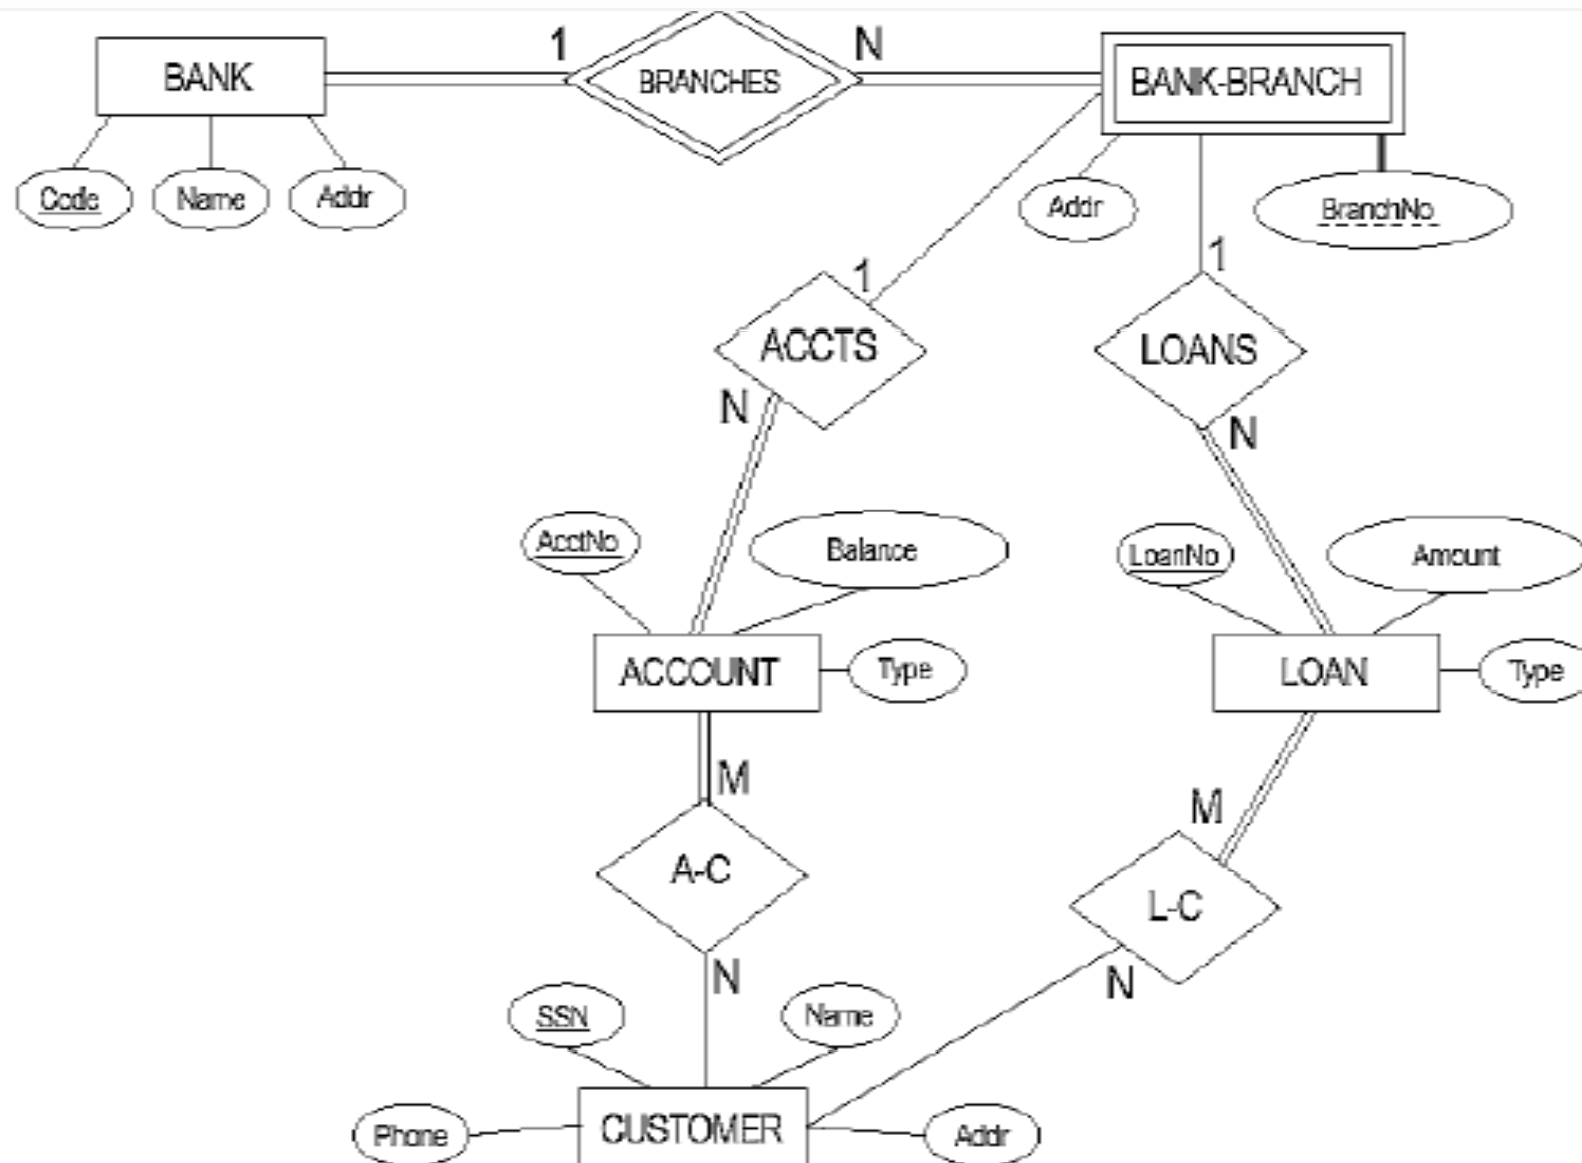 1
N
BANK
BRANCHES
BANK-BRANCH
Code
Name
Addr
Addr
BranchNo
1
1
ACCTS
LOANS
N
N
AcctNo
Balance
LoanNo
Amount
ACCOUNT
Type
LOAN
Type
M
M
A-C
L-C
N
N
SSN
Name
Phone
CUSTOMER
Addr